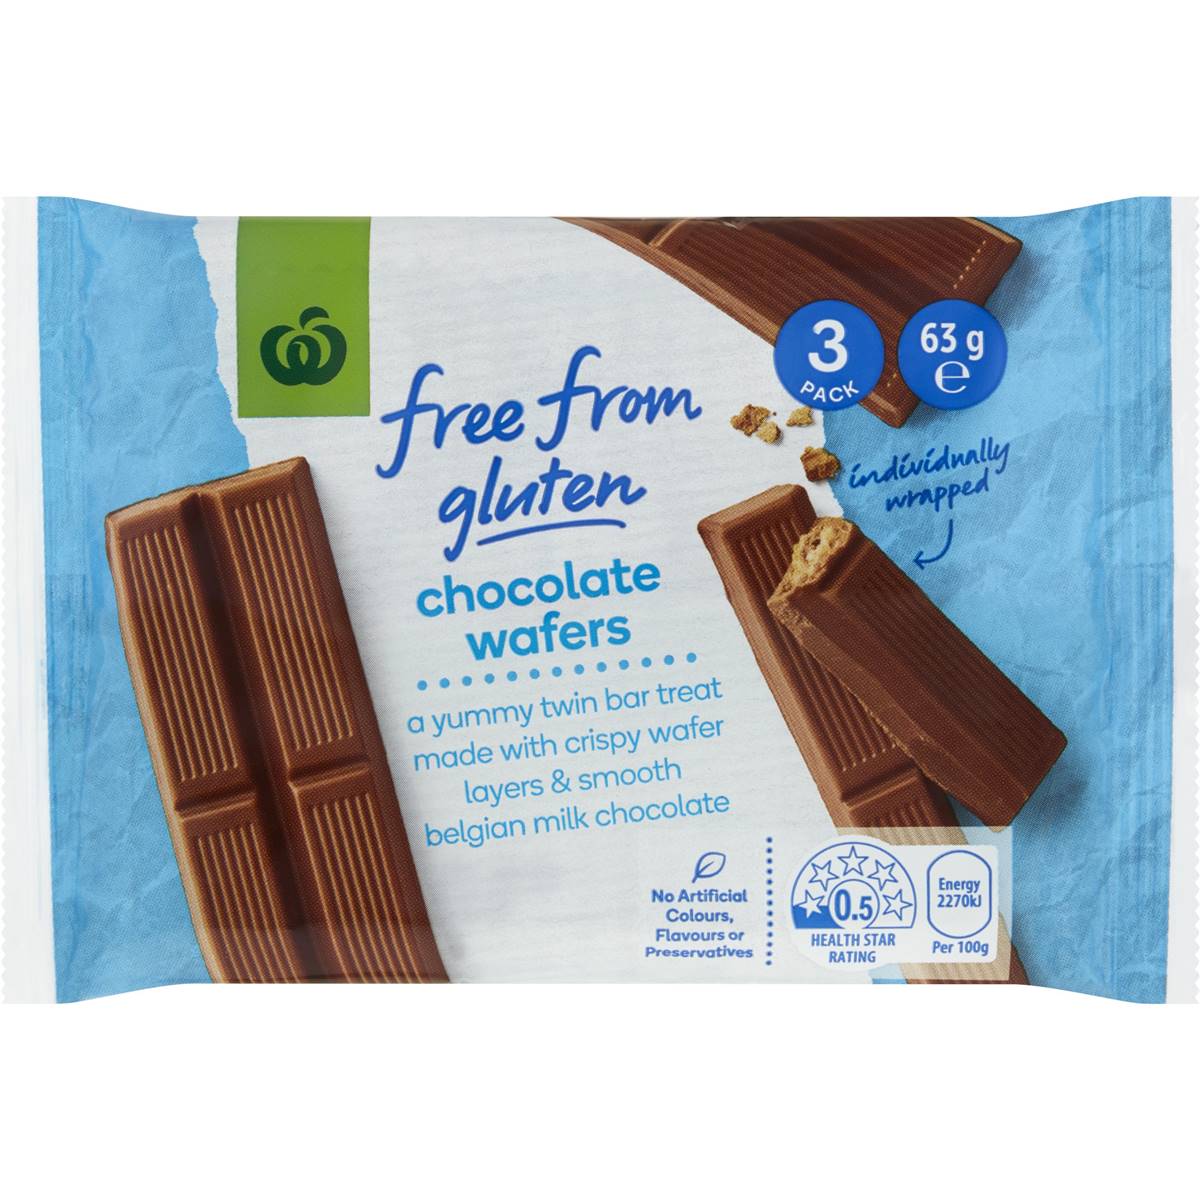 3
PACK
63 g
℮
free from
gluten
individually
wrapped
chocolate
wafers
a yummy twin bar treat
made with crispy wafer
layers & smooth
belgian milk chocolate
No Artificial
Colours,
Flavours or
Preservatives
0.5
HEALTH STAR
RATING
Energy
2270kJ
Per 100g